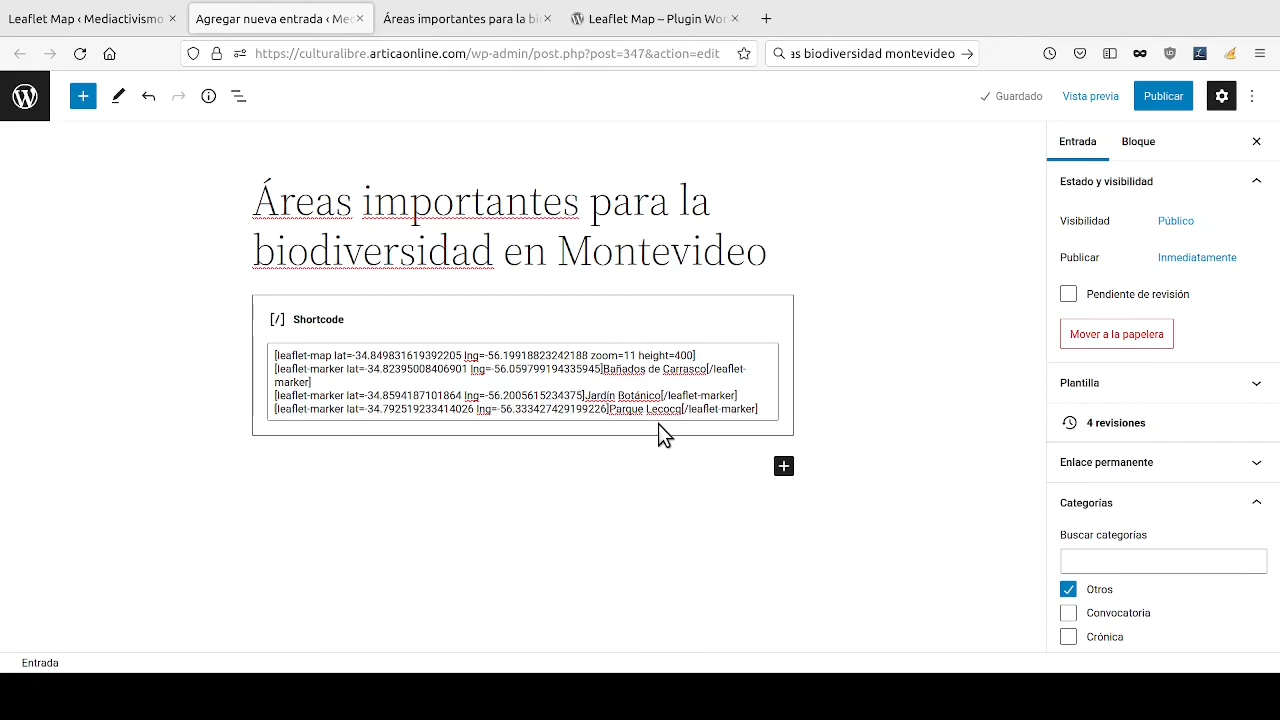 Leaflet Map ‹ Mediactivismo
Agregar nueva entrada ‹ Me
Áreas importantes para la bi
Leaflet Map – Plugin Wor
https://culturalibre.articaonline.com/wp-admin/post.php?post=347&action=edit
as biodiversidad montevideo
Guardado
Vista previa
Publicar
Áreas importantes para la
biodiversidad en Montevideo
[/] Shortcode
[leaflet-map lat=-34.849831619392205 lng=-56.19918823242188 zoom=11 height=400]
[leaflet-marker lat=-34.82395008406901 lng=-56.059799194335945]Bañados de Carrasco[/leaflet-
marker]
[leaflet-marker lat=-34.8594187101864 lng=-56.2005615234375]Jardín Botánico[/leaflet-marker]
[leaflet-marker lat=-34.792519233414026 lng=-56.333427429199226]Parque Lecocq[/leaflet-marker]
Entrada
Bloque
Estado y visibilidad
Visibilidad
Público
Publicar
Inmediatamente
Pendiente de revisión
Mover a la papelera
Plantilla
4 revisiones
Enlace permanente
Categorías
Buscar categorías
Otros
Convocatoria
Crónica
Entrada